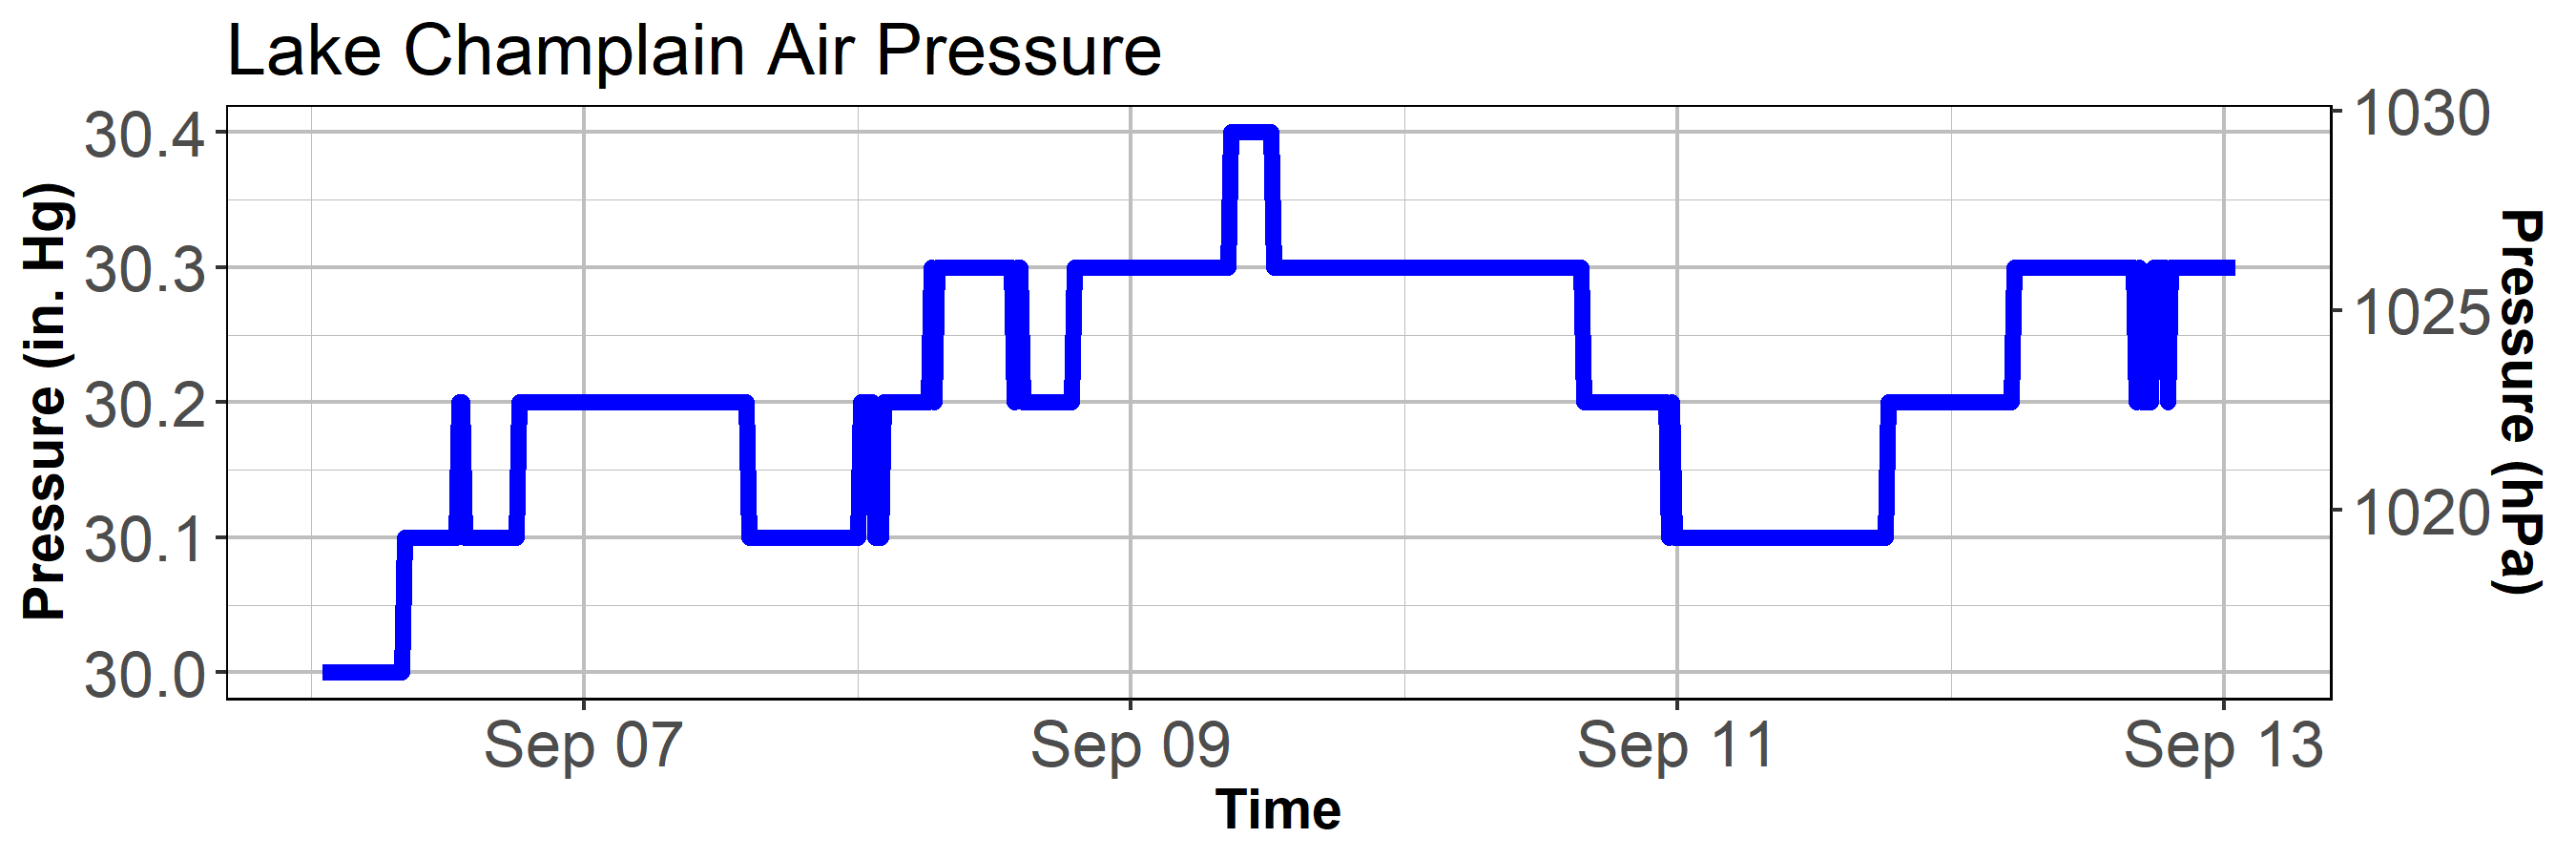 Lake Champlain Air Pressure
Pressure (in. Hg)
30.4
30.3
30.2
30.1
30.0
1030
1025
1020
Pressure (hPa)
Sep 07
Sep 09
Sep 11
Sep 13
Time